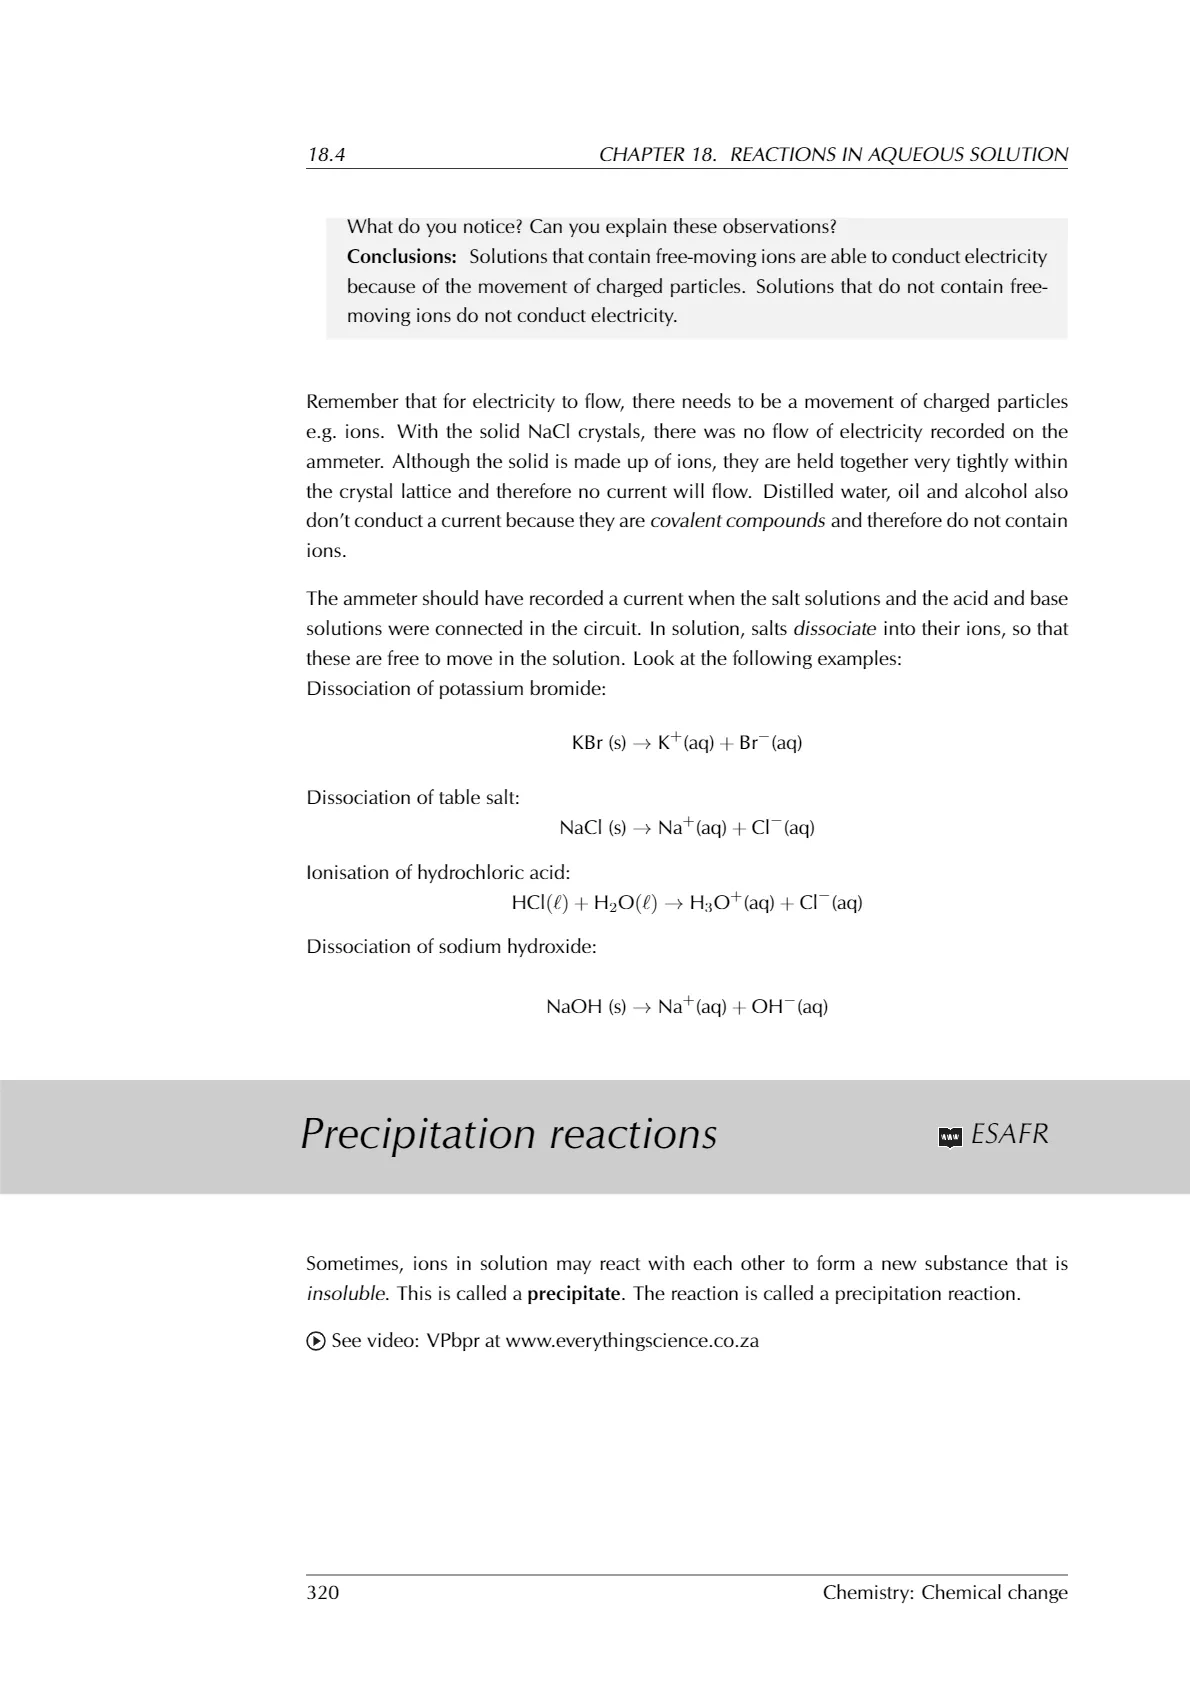 18.4 CHAPTER 18. REACTIONS IN AQUEOUS SOLUTION
What do you notice? Can you explain these observations?
Conclusions: Solutions that contain free-moving ions are able to conduct electricity
because of the movement of charged particles. Solutions that do not contain free-
moving ions do not conduct electricity.
Remember that for electricity to flow, there needs to be a movement of charged particles
e.g. ions. With the solid NaCl crystals, there was no flow of electricity recorded on the
ammeter. Although the solid is made up of ions, they are held together very tightly within
the crystal lattice and therefore no current will flow. Distilled water, oil and alcohol also
don't conduct a current because they are covalent compounds and therefore do not contain
ions.
The ammeter should have recorded a current when the salt solutions and the acid and base
solutions were connected in the circuit. In solution, salts dissociate into their ions, so that
these are free to move in the solution. Look at the following examples:
Dissociation of potassium bromide:
KBr (s) → K⁺(aq) + Br⁻(aq)
Dissociation of table salt:
NaCl (s) → Na⁺(aq) + Cl⁻(aq)
Ionisation of hydrochloric acid:
HCl(ℓ) + H₂O(ℓ) → H₃O⁺(aq) + Cl⁻(aq)
Dissociation of sodium hydroxide:
NaOH (s) → Na⁺(aq) + OH⁻(aq)
Precipitation reactions www ESAFR
Sometimes, ions in solution may react with each other to form a new substance that is
insoluble. This is called a precipitate. The reaction is called a precipitation reaction.
See video: VPbpr at www.everythingscience.co.za
320 Chemistry: Chemical change